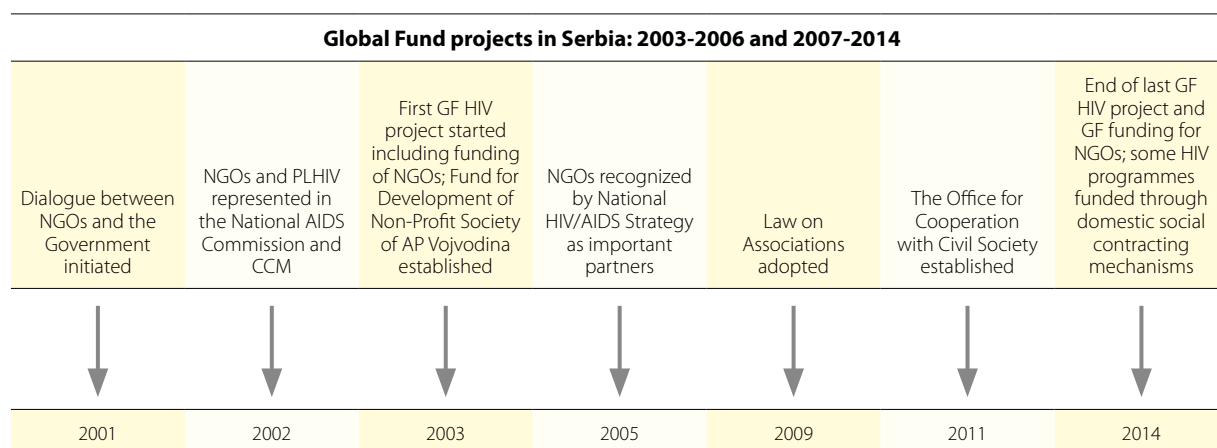 Global Fund projects in Serbia: 2003-2006 and 2007-2014
Dialogue between
NGOs and the
Government
initiated
NGOs and PLHIV
represented in
the National AIDS
Commission and
CCM
First GF HIV
project started
including funding
of NGOs; Fund for
Development of
Non-Profit Society
of AP Vojvodina
established
NGOs recognized
by National
HIV/AIDS Strategy
as important
partners
Law on
Associations
adopted
The Office for
Cooperation
with Civil Society
established
End of last GF
HIV project and
GF funding for
NGOs; some HIV
programmes
funded through
domestic social
contracting
mechanisms
2001
2002
2003
2005
2009
2011
2014